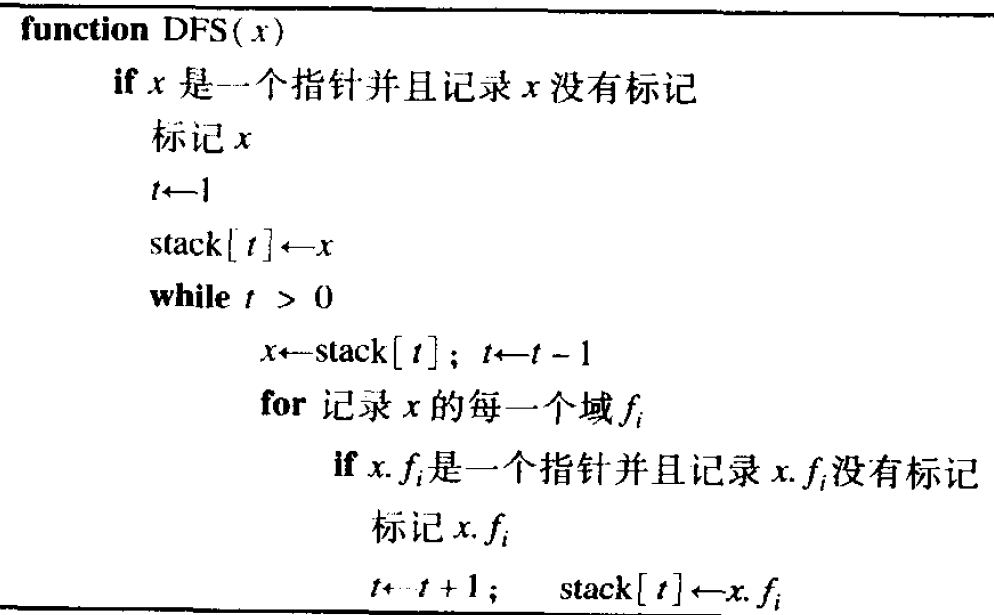 function DFS(x)
if x 是一个指针并且记录 x 没有标记
标记 x
t←1
stack[t]←x
while t > 0
x←stack[t]; t←t-1
for 记录 x 的每一个域 fᵢ
if x.fᵢ是一个指针并且记录 x.fᵢ没有标记
标记 x.fᵢ
t←t+1; stack[t]←x.fᵢ